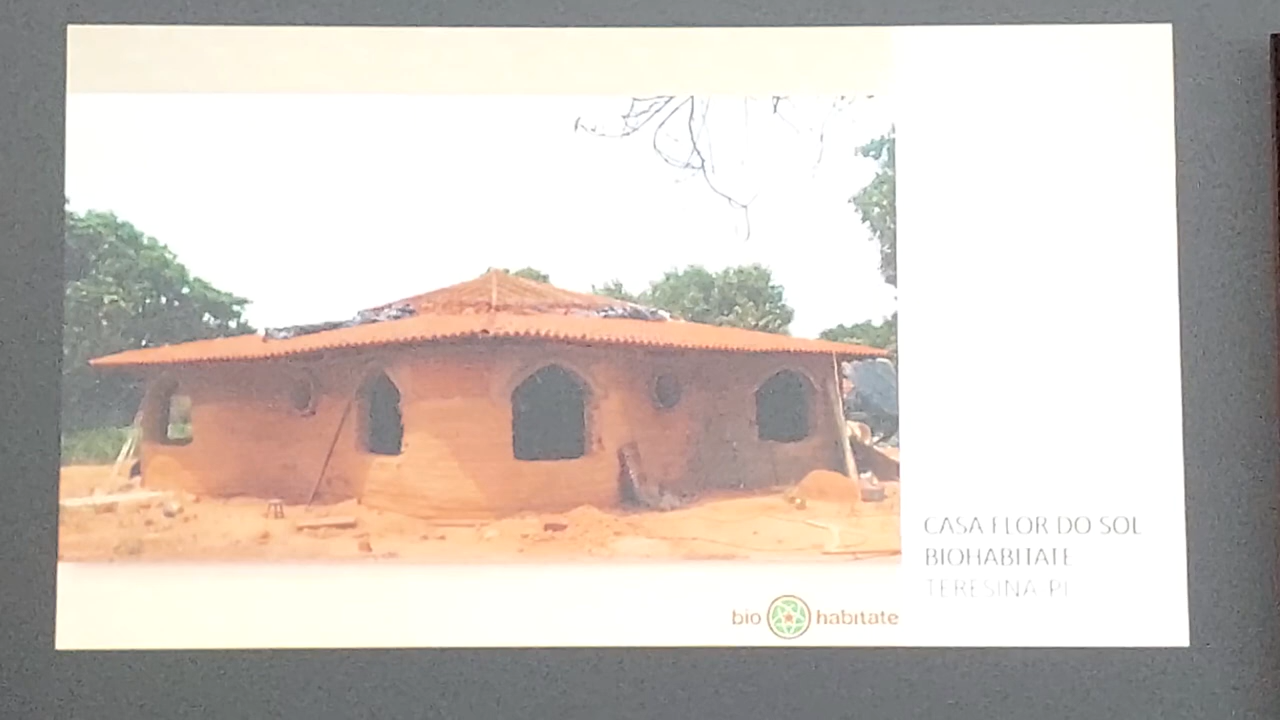 CASA FLOR DO SOL
BIOHABITATE
TERESINA-PI
bio habitate